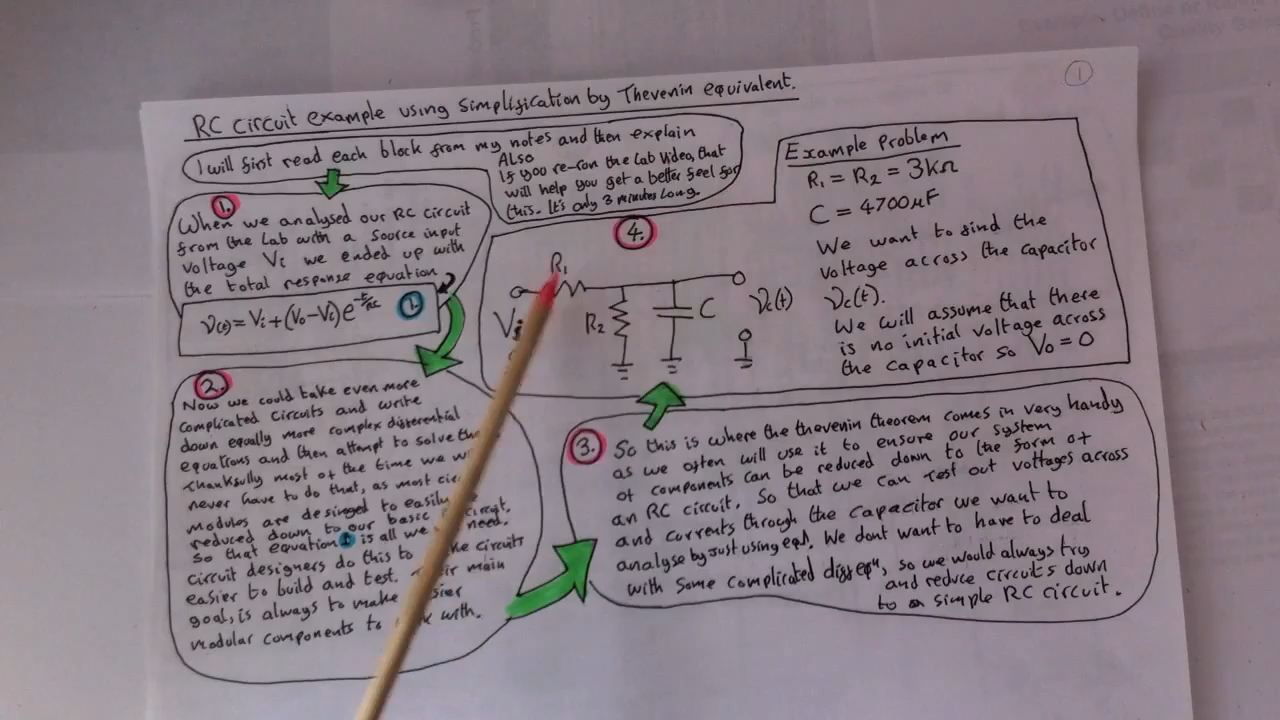 1
RC Circuit example using Simplification by Thevenin equivalent.
I will first read each block from my notes and then explain
Also
If you re-run the Lab Video, that
will help you get a better feel for
this. It's only 3 minutes long.
1.
When we analysed our RC circuit
from the Lab with a source input
voltage Vi we ended up with
the total response equation
V(t) = Vi + (V0 - Vi) e^-t/RC 1.
2.
Now we could take even more
complicated circuits and write
down equally more complex differential
equations and then attempt to solve
thankfully most of the time we
never have to do that, as most
modules are desinged to easily
reduced down to our basic circuit.
So that equation 1 is all we need.
circuit designers do this to circuits
easier to build and test. main
goal, is always to make
modular components to with.
3.
So this is where the thevenin theorem comes in very handy
as we often will use it to ensure our system
of components can be reduced down to the form of
an RC circuit. So that we can test out voltages across
and currents through the capacitor we want to
analyse by just using eq1. We dont want to have to deal
with some complicated diff eqn, so we would always try
and reduce circuits down
to a simple RC circuit.
4.
R1
R2
C
Vc(t)
Example Problem
R1 = R2 = 3kΩ
C = 4700μF
We want to find the
voltage across the capacitor
Vc(t).
We will assume that there
is no initial voltage across
the capacitor so V0 = 0